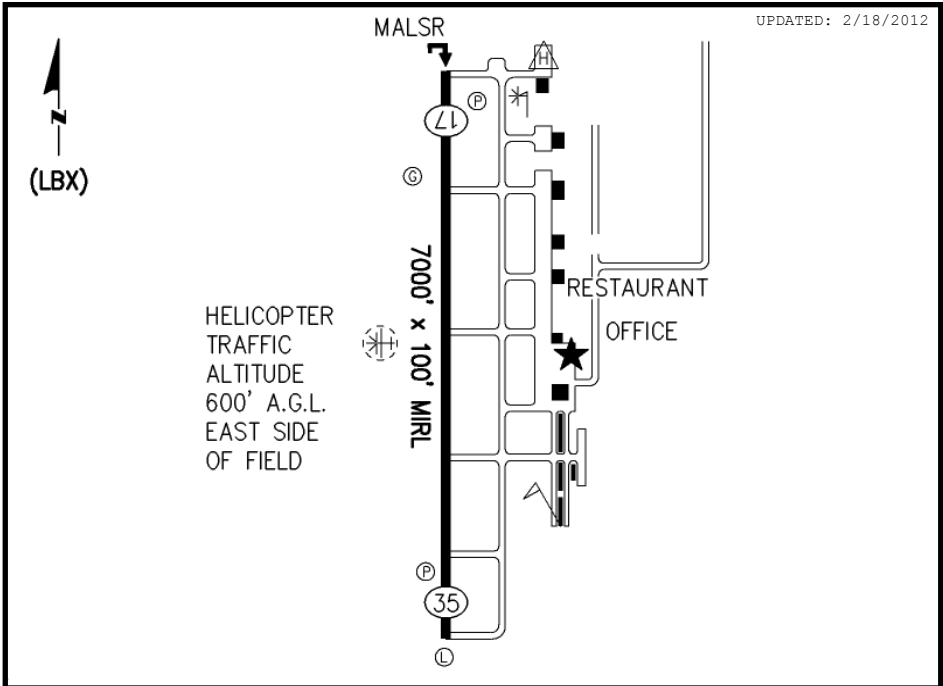 UPDATED: 2/18/2012
MALSR
H
P
17
N
(LBX)
G
7000' x 100' MIRL
RESTAURANT
OFFICE
HELICOPTER
TRAFFIC
ALTITUDE
600' A.G.L.
EAST SIDE
OF FIELD
P
35
L